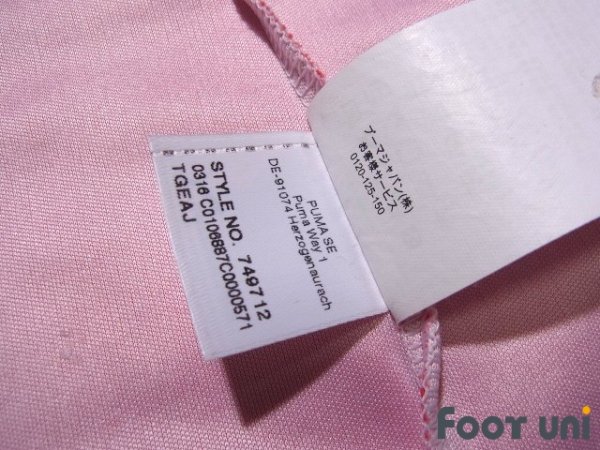 PUMA SE
Puma Way 1
DE-91074 Herzogenaurach
STYLE NO. 749712
0316 C0106887C0000571
TGEAJ
プーマジャパン(株)
お客様サービス
0120-125-150
FOOT UNi